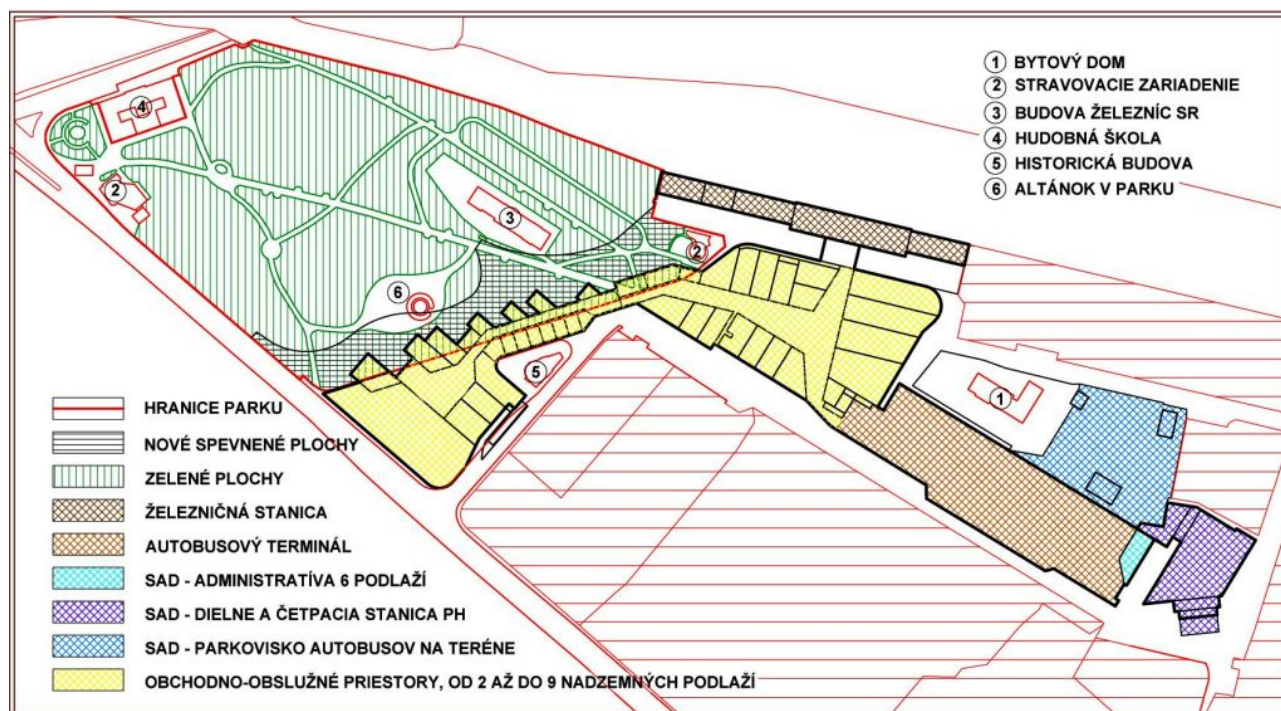 1 BYTOVÝ DOM
2 STRAVOVACIE ZARIADENIE
3 BUDOVA ŽELEZNÍC SR
4 HUDOBNÁ ŠKOLA
5 HISTORICKÁ BUDOVA
6 ALTÁNOK V PARKU
4
2
3
2
6
5
1
HRANICE PARKU
NOVÉ SPEVNENÉ PLOCHY
ZELENÉ PLOCHY
ŽELEZNIČNÁ STANICA
AUTOBUSOVÝ TERMINÁL
SAD - ADMINISTRATÍVA 6 PODLAŽÍ
SAD - DIELNE A ČETPACIA STANICA PH
SAD - PARKOVISKO AUTOBUSOV NA TERÉNE
OBCHODNO-OBSLUŽNÉ PRIESTORY, OD 2 AŽ DO 9 NADZEMNÝCH PODLAŽÍ